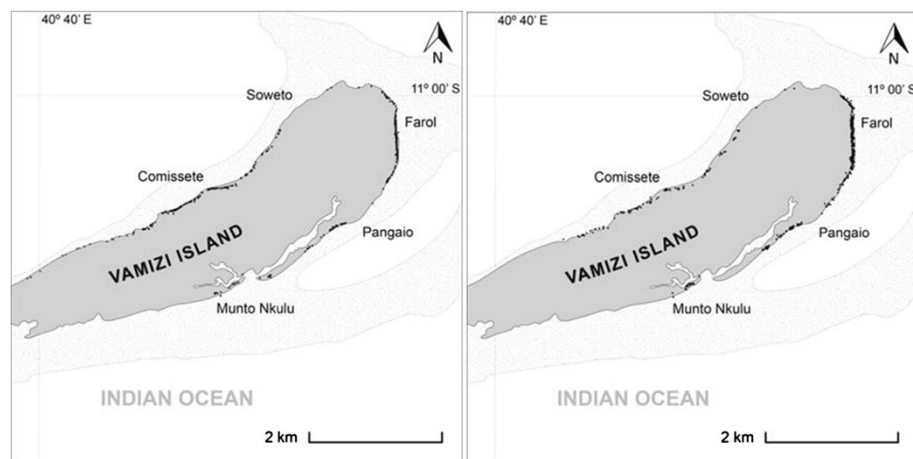 40º 40' E
N
11º 00' S
Soweto
Farol
Comissete
VAMIZI ISLAND
Pangaio
Munto Nkulu
INDIAN OCEAN
2 km
40º 40' E
N
11º 00' S
Soweto
Farol
Comissete
VAMIZI ISLAND
Pangaio
Munto Nkulu
INDIAN OCEAN
2 km